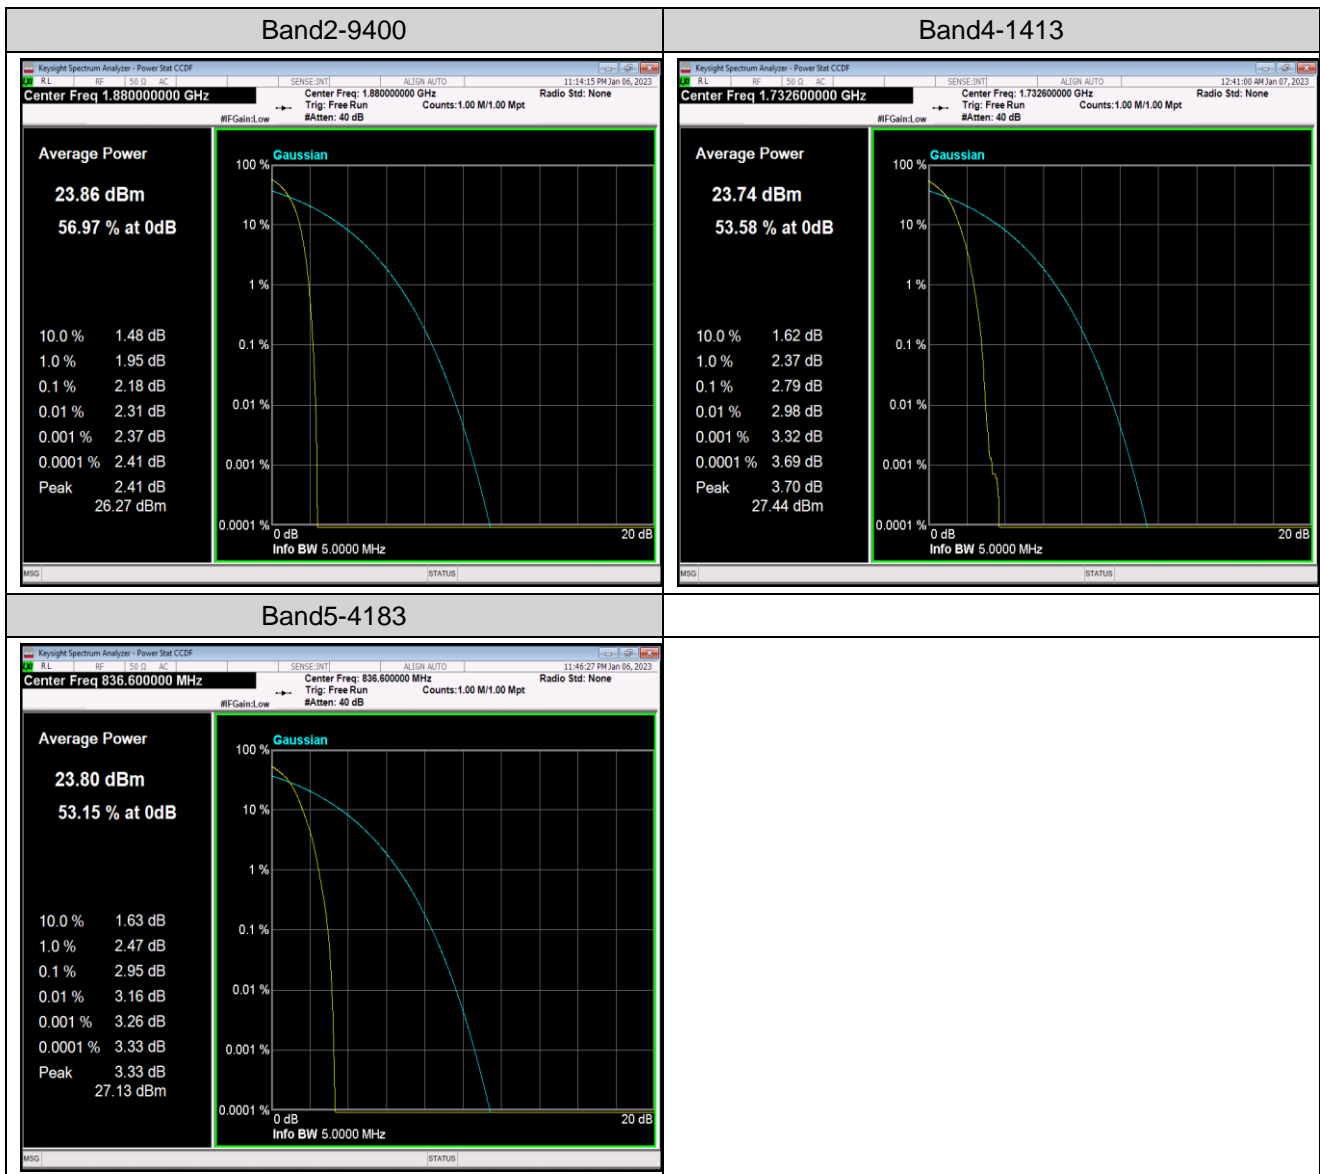 Band2-9400
Band4-1413
Keysight Spectrum Analyzer - Power Stat CCDF
RL RF 50 Ω AC SENSE:INT ALIGN AUTO 11:14:15 PM Jan 06, 2023
Center Freq 1.880000000 GHz
Center Freq: 1.880000000 GHz Radio Std: None
Trig: Free Run Counts:1.00 M/1.00 Mpt
#IFGain:Low #Atten: 40 dB
Average Power
23.86 dBm
56.97 % at 0dB
10.0 % 1.48 dB
1.0 % 1.95 dB
0.1 % 2.18 dB
0.01 % 2.31 dB
0.001 % 2.37 dB
0.0001 % 2.41 dB
Peak 2.41 dB
26.27 dBm
Gaussian
100 %
10 %
1 %
0.1 %
0.01 %
0.001 %
0.0001 %
0 dB 20 dB
Info BW 5.0000 MHz
MSG STATUS
Keysight Spectrum Analyzer - Power Stat CCDF
RL RF 50 Ω AC SENSE:INT ALIGN AUTO 12:41:00 AM Jan 07, 2023
Center Freq 1.732600000 GHz
Center Freq: 1.732600000 GHz Radio Std: None
Trig: Free Run Counts:1.00 M/1.00 Mpt
#IFGain:Low #Atten: 40 dB
Average Power
23.74 dBm
53.58 % at 0dB
10.0 % 1.62 dB
1.0 % 2.37 dB
0.1 % 2.79 dB
0.01 % 2.98 dB
0.001 % 3.32 dB
0.0001 % 3.69 dB
Peak 3.70 dB
27.44 dBm
Gaussian
100 %
10 %
1 %
0.1 %
0.01 %
0.001 %
0.0001 %
0 dB 20 dB
Info BW 5.0000 MHz
MSG STATUS
Band5-4183
Keysight Spectrum Analyzer - Power Stat CCDF
RL RF 50 Ω AC SENSE:INT ALIGN AUTO 11:46:27 PM Jan 06, 2023
Center Freq 836.600000 MHz
Center Freq: 836.600000 MHz Radio Std: None
Trig: Free Run Counts:1.00 M/1.00 Mpt
#IFGain:Low #Atten: 40 dB
Average Power
23.80 dBm
53.15 % at 0dB
10.0 % 1.63 dB
1.0 % 2.47 dB
0.1 % 2.95 dB
0.01 % 3.16 dB
0.001 % 3.26 dB
0.0001 % 3.33 dB
Peak 3.33 dB
27.13 dBm
Gaussian
100 %
10 %
1 %
0.1 %
0.01 %
0.001 %
0.0001 %
0 dB 20 dB
Info BW 5.0000 MHz
MSG STATUS